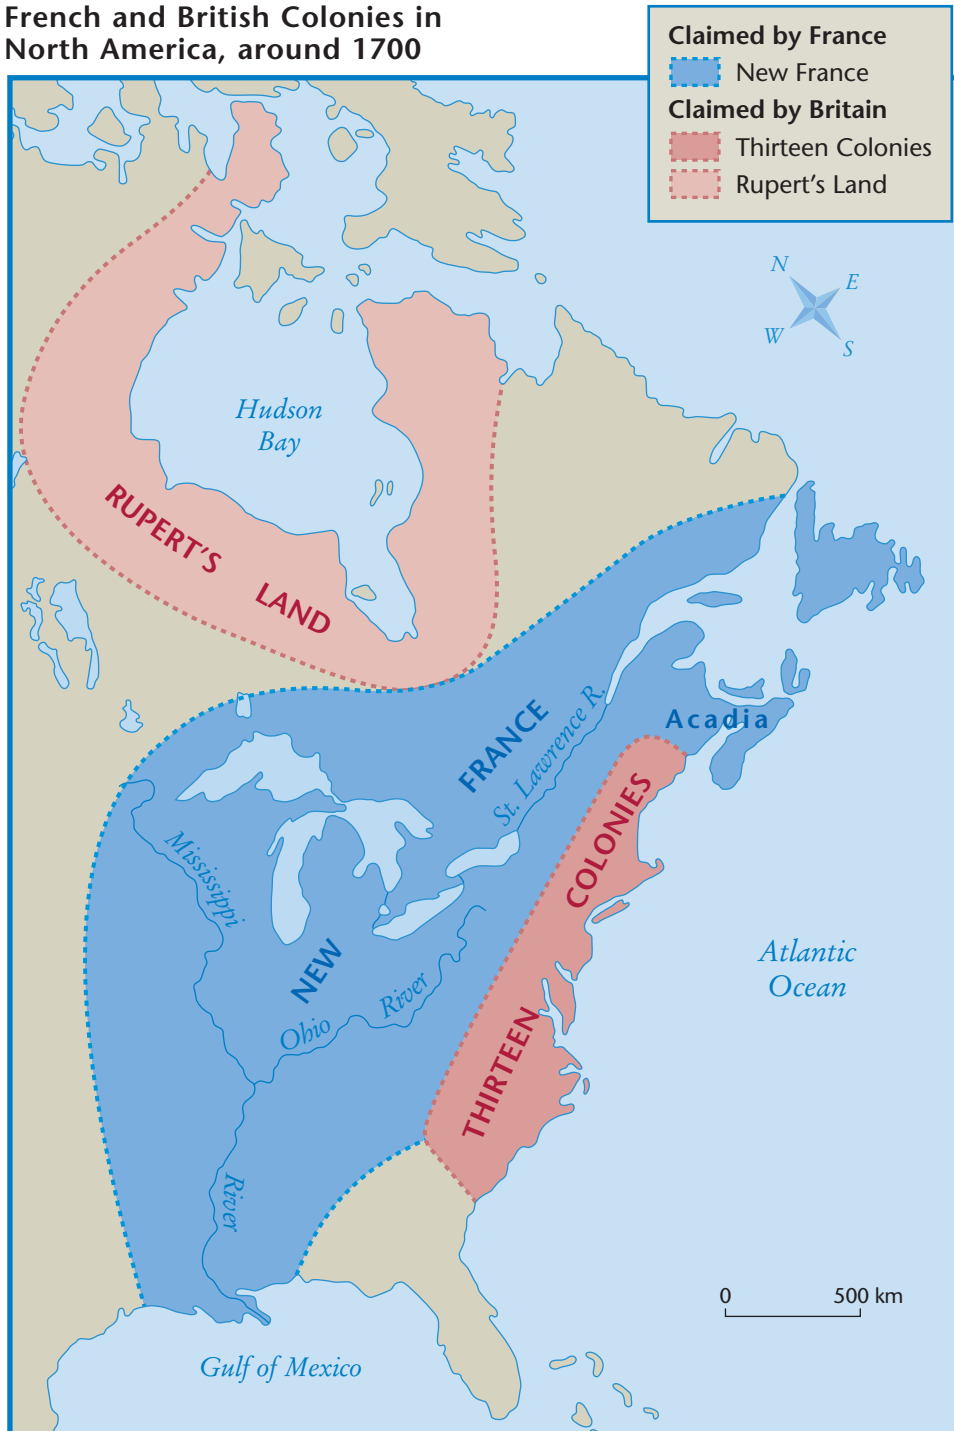 French and British Colonies in
North America, around 1700
Claimed by France
New France
Claimed by Britain
Thirteen Colonies
Rupert's Land
N
E
W
S
Hudson
Bay
RUPERT'S
LAND
FRANCE
St. Lawrence R.
Acadia
COLONIES
Mississippi
NEW
Ohio
River
Atlantic
Ocean
THIRTEEN
River
0
500 km
Gulf of Mexico